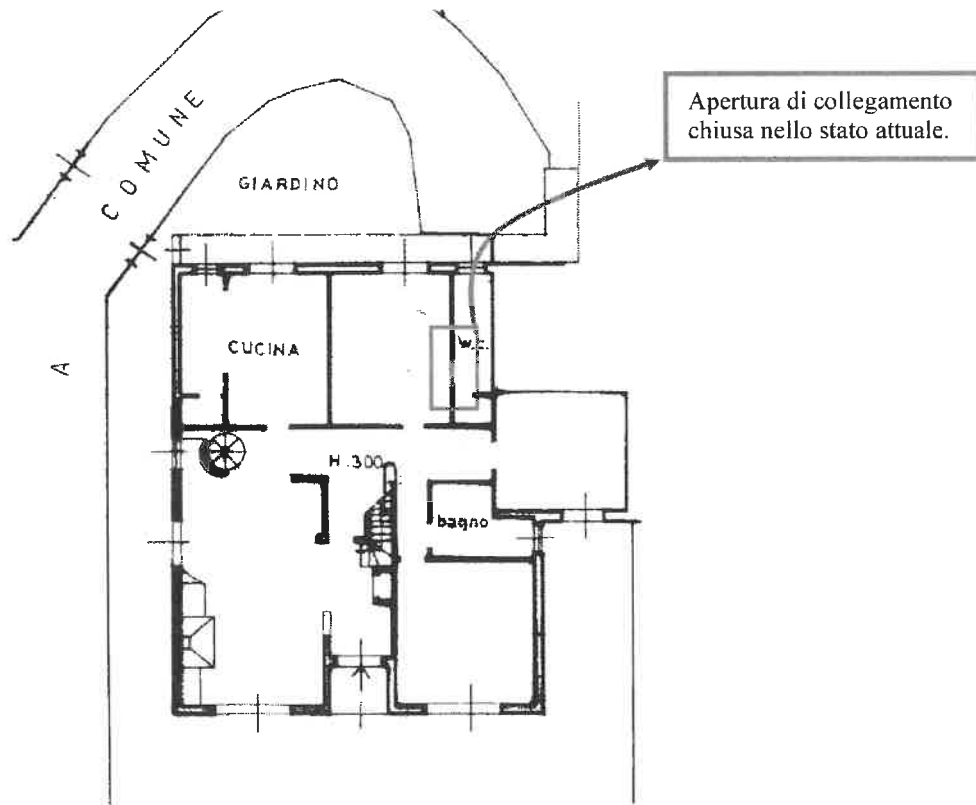 Apertura di collegamento
chiusa nello stato attuale.
COMUNE
GIARDINO
A
CUCINA
W.C.
H.300
bagno